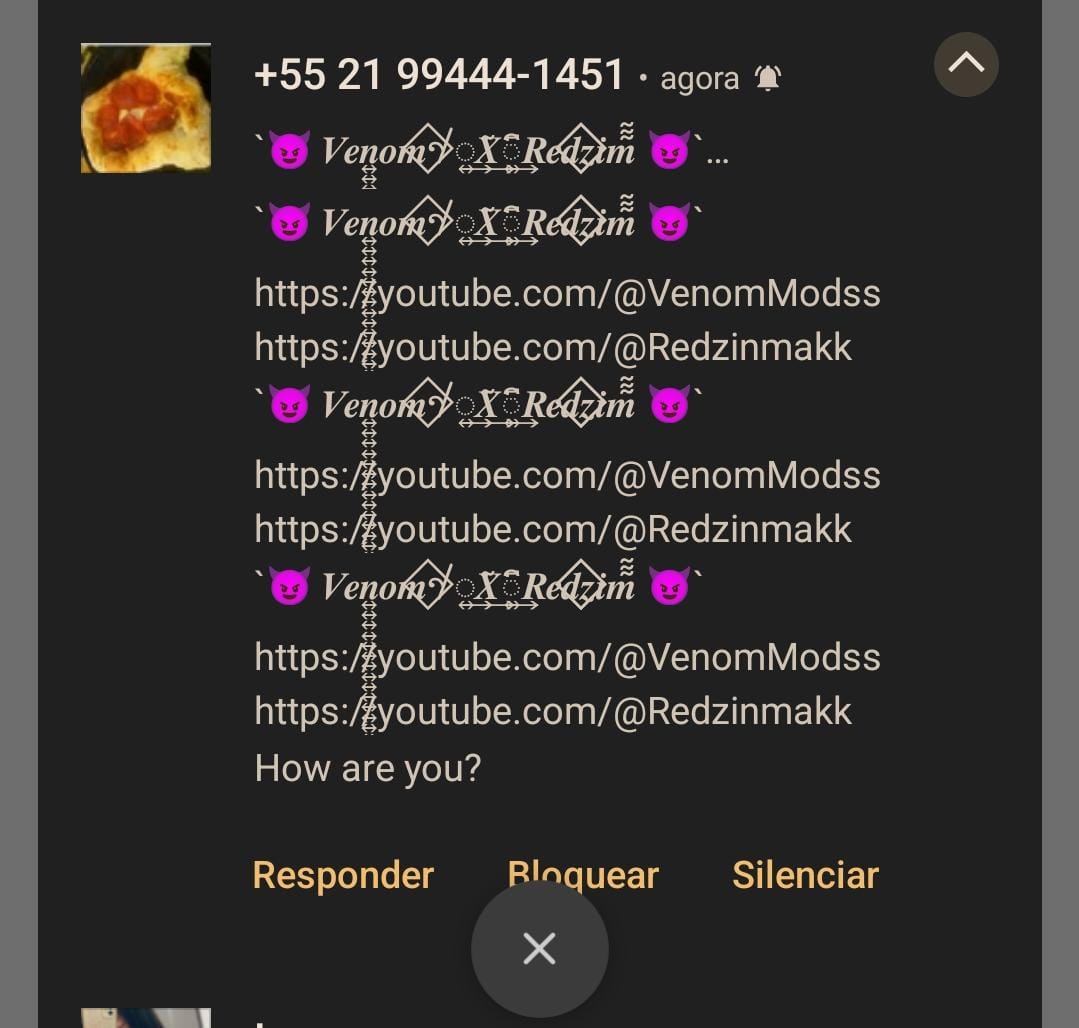 +55 21 99444-1451 • agora
`😈 Venom X Redzim 😈`...
`😈 Venom X Redzim 😈`
https://youtube.com/@VenomModss
https://youtube.com/@Redzinmakk
`😈 Venom X Redzim 😈`
https://youtube.com/@VenomModss
https://youtube.com/@Redzinmakk
`😈 Venom X Redzim 😈`
https://youtube.com/@VenomModss
https://youtube.com/@Redzinmakk
How are you?
Responder Bloquear Silenciar